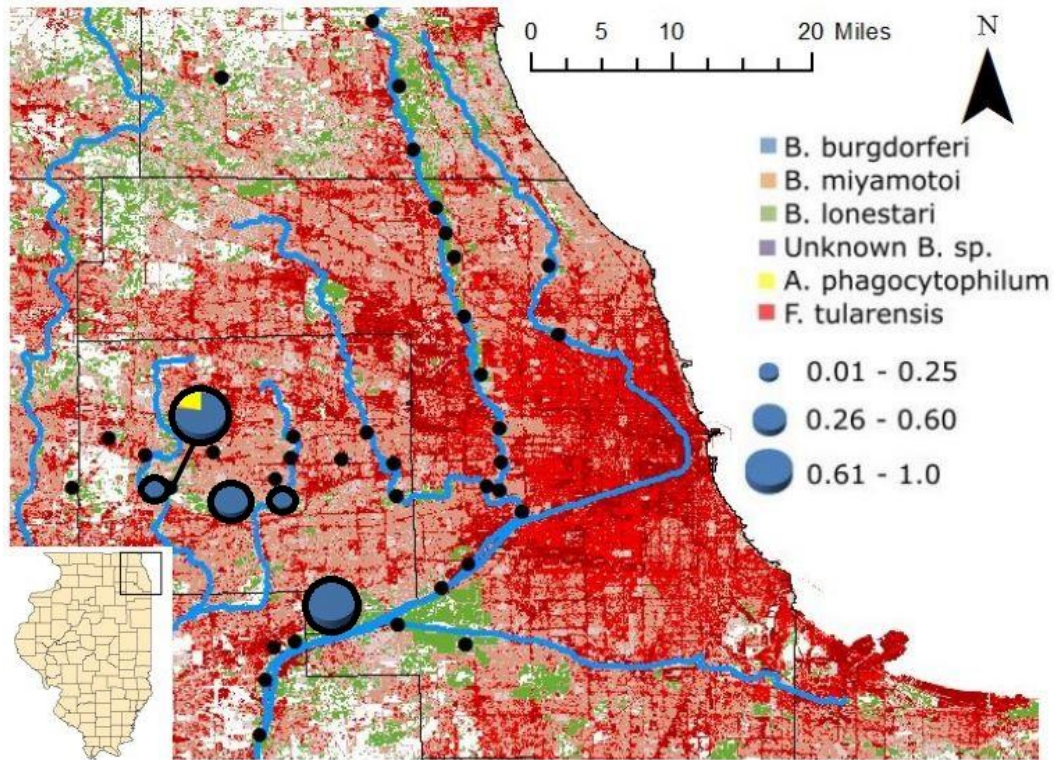 0 5 10 20 Miles
N
B. burgdorferi
B. miyamotoi
B. lonestari
Unknown B. sp.
A. phagocytophilum
F. tularensis
0.01 - 0.25
0.26 - 0.60
0.61 - 1.0